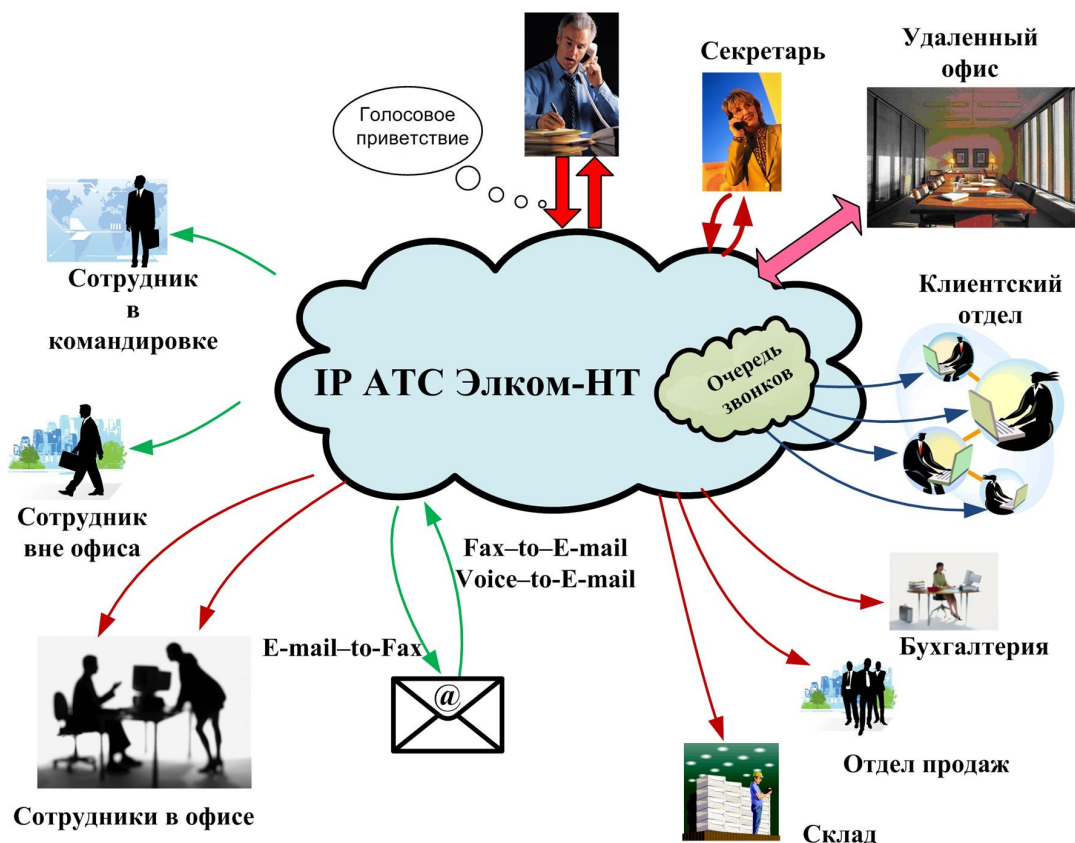 Секретарь
Удаленный
офис
Голосовое
приветствие
Сотрудник
в
командировке
Клиентский
отдел
IP АТС Элком-НТ
Очередь
звонков
Сотрудник
вне офиса
Fax–to–E-mail
Voice–to-E-mail
E-mail–to-Fax
@
Бухгалтерия
Отдел продаж
Сотрудники в офисе
Склад